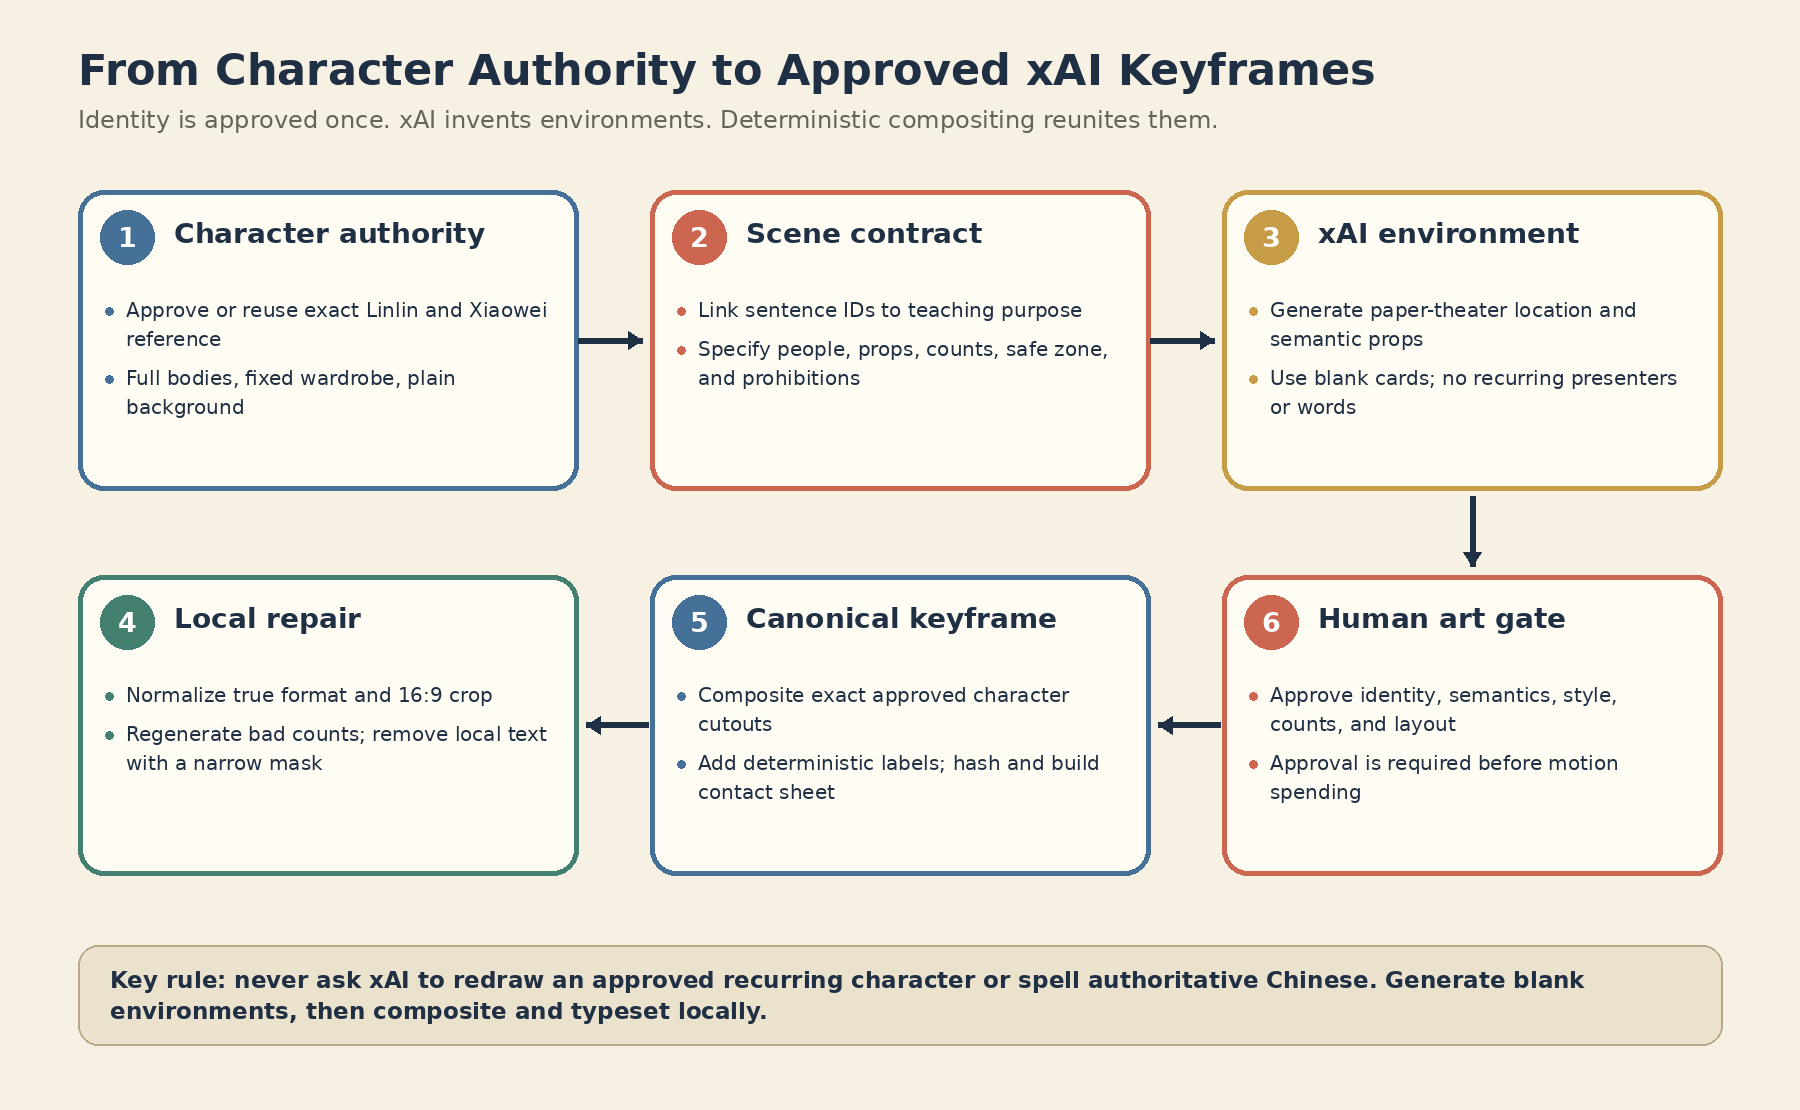 From Character Authority to Approved xAI Keyframes
Identity is approved once. xAI invents environments. Deterministic compositing reunites them.
1 Character authority
Approve or reuse exact Linlin and Xiaowei
reference
Full bodies, fixed wardrobe, plain
background
2 Scene contract
Link sentence IDs to teaching purpose
Specify people, props, counts, safe zone,
and prohibitions
3 xAI environment
Generate paper-theater location and
semantic props
Use blank cards; no recurring presenters
or words
4 Local repair
Normalize true format and 16:9 crop
Regenerate bad counts; remove local text
with a narrow mask
5 Canonical keyframe
Composite exact approved character
cutouts
Add deterministic labels; hash and build
contact sheet
6 Human art gate
Approve identity, semantics, style,
counts, and layout
Approval is required before motion
spending
Key rule: never ask xAI to redraw an approved recurring character or spell authoritative Chinese. Generate blank
environments, then composite and typeset locally.